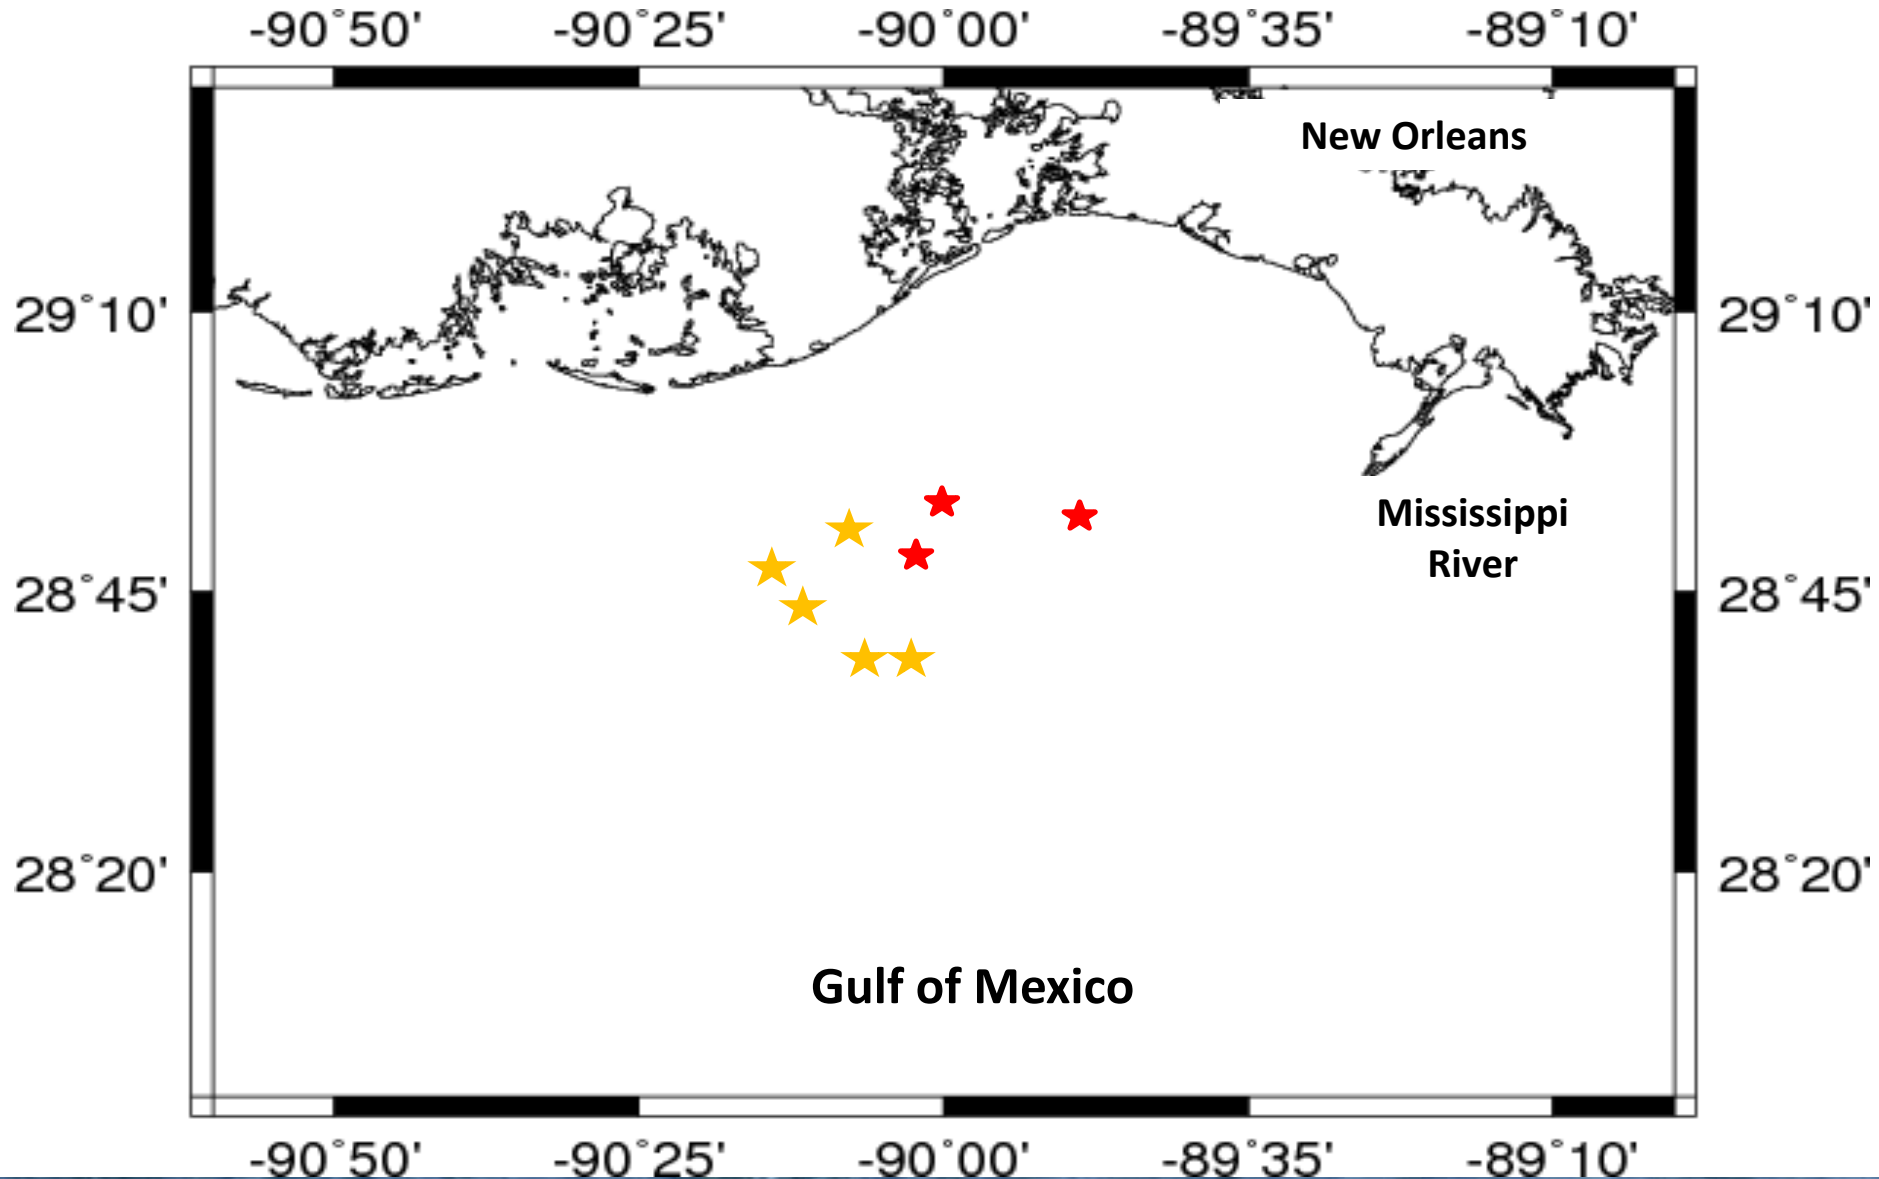 -90°50' -90°25' -90°00' -89°35' -89°10'
New Orleans
29°10' 29°10'
Mississippi
River
28°45' 28°45'
28°20' 28°20'
Gulf of Mexico
-90°50' -90°25' -90°00' -89°35' -89°10'